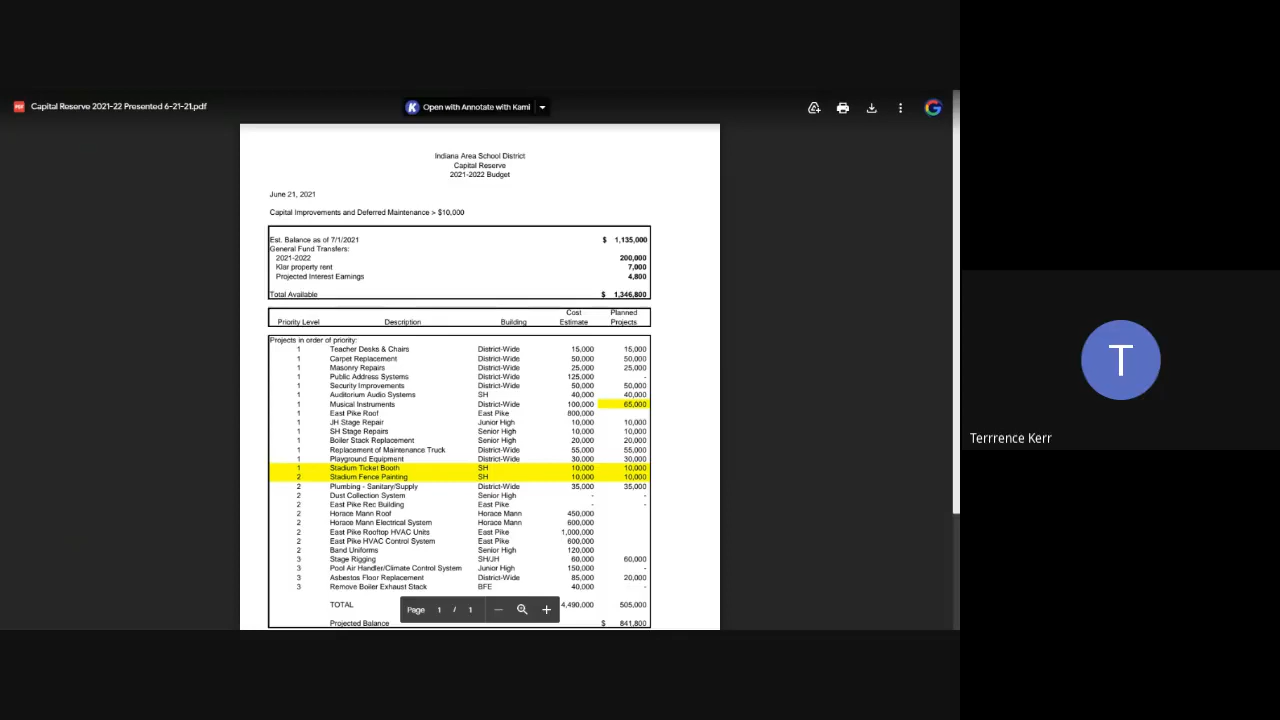 Capital Reserve 2021-22 Presented 6-21-21.pdf
Open with Annotate with Kami
Indiana Area School District
Capital Reserve
2021-2022 Budget
June 21, 2021
Capital Improvements and Deferred Maintenance > $10,000
Est. Balance as of 7/1/2021 $ 1,135,000
General Fund Transfers:
2021-2022 200,000
Klar property rent 7,000
Projected Interest Earnings 4,800
Total Available $ 1,346,800
Cost Planned
Priority Level Description Building Estimate Projects
Projects in order of priority:
1 Teacher Desks & Chairs District-Wide 15,000 15,000
1 Carpet Replacement District-Wide 50,000 50,000
1 Masonry Repairs District-Wide 25,000 25,000
1 Public Address Systems District-Wide 125,000 -
1 Security Improvements District-Wide 50,000 50,000
1 Auditorium Audio Systems SH 40,000 40,000
1 Musical Instruments District-Wide 100,000 65,000
1 East Pike Roof East Pike 800,000
1 JH Stage Repair Junior High 10,000 10,000
1 SH Stage Repairs Senior High 10,000 10,000
1 Boiler Stack Replacement Senior High 20,000 20,000
1 Replacement of Maintenance Truck District-Wide 55,000 55,000
1 Playground Equipment District-Wide 30,000 30,000
1 Stadium Ticket Booth SH 10,000 10,000
2 Stadium Fence Painting SH 10,000 10,000
2 Plumbing - Sanitary/Supply District-Wide 35,000 35,000
2 Dust Collection System Senior High - -
2 East Pike Rec Building East Pike - -
2 Horace Mann Roof Horace Mann 450,000
2 Horace Mann Electrical System Horace Mann 600,000
2 East Pike Rooftop HVAC Units East Pike 1,000,000
2 East Pike HVAC Control System East Pike 600,000
2 Band Uniforms Senior High 120,000
3 Stage Rigging SH/JH 60,000 60,000
3 Pool Air Handler/Climate Control System Junior High 150,000 -
3 Asbestos Floor Replacement District-Wide 85,000 20,000
3 Remove Boiler Exhaust Stack BFE 40,000 -
TOTAL 4,490,000 505,000
Page 1 / 1
Projected Balance $ 841,800
T
Terrrence Kerr